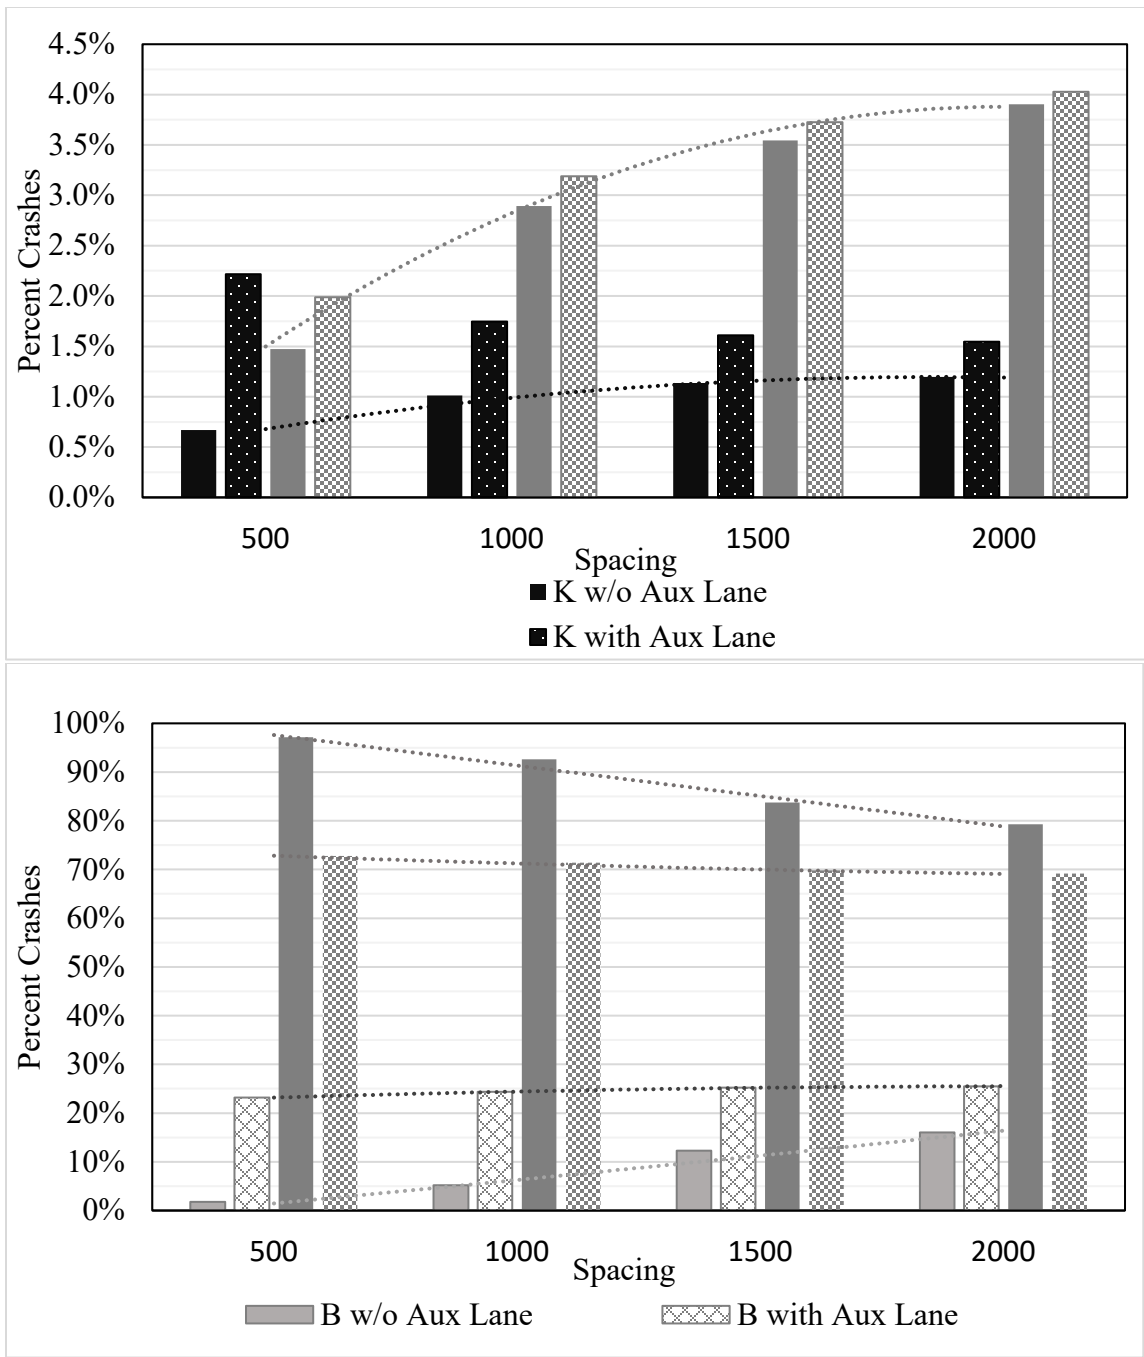 4.5%
4.0%
3.5%
3.0%
2.5%
2.0%
1.5%
1.0%
0.5%
0.0%
Percent Crashes
500 1000 1500 2000
Spacing
K w/o Aux Lane
K with Aux Lane
100%
90%
80%
70%
60%
50%
40%
30%
20%
10%
0%
Percent Crashes
500 1000 1500 2000
Spacing
B w/o Aux Lane B with Aux Lane